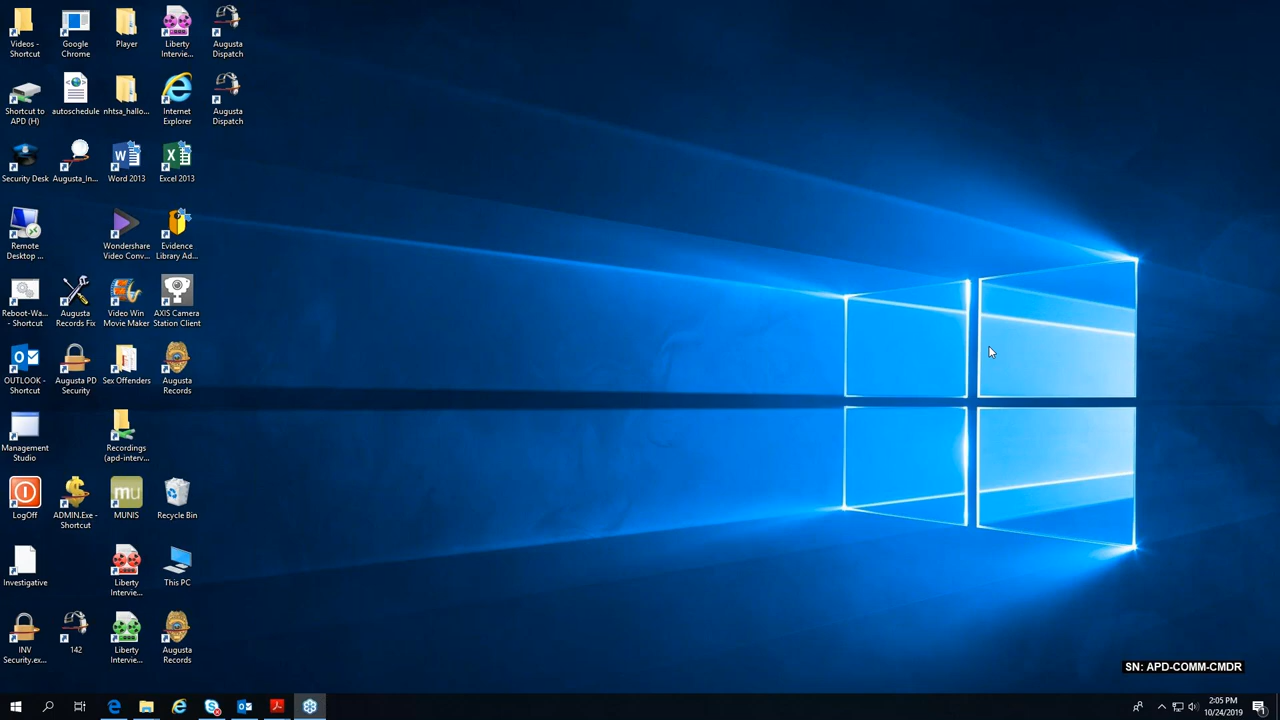 Videos -
Shortcut
Google
Chrome
Player
Liberty
Intervie...
Augusta
Dispatch
Shortcut to
APD (H)
autoschedule
nhtsa_hallo...
Internet
Explorer
Augusta
Dispatch
Security Desk
Augusta_In...
Word 2013
Excel 2013
Remote
Desktop ...
Wondershare
Video Conv...
Evidence
Library Ad...
Reboot-Wa...
- Shortcut
Augusta
Records Fix
Video Win
Movie Maker
AXIS Camera
Station Client
OUTLOOK -
Shortcut
Augusta PD
Security
Sex Offenders
Augusta
Records
Management
Studio
Recordings
(apd-interv...
LogOff
ADMIN.Exe -
Shortcut
mu
MUNIS
Recycle Bin
Investigative
Liberty
Intervie...
This PC
INV
Security.ex...
142
Liberty
Intervie...
Augusta
Records
SN: APD-COMM-CMDR
2:05 PM
10/24/2019
1